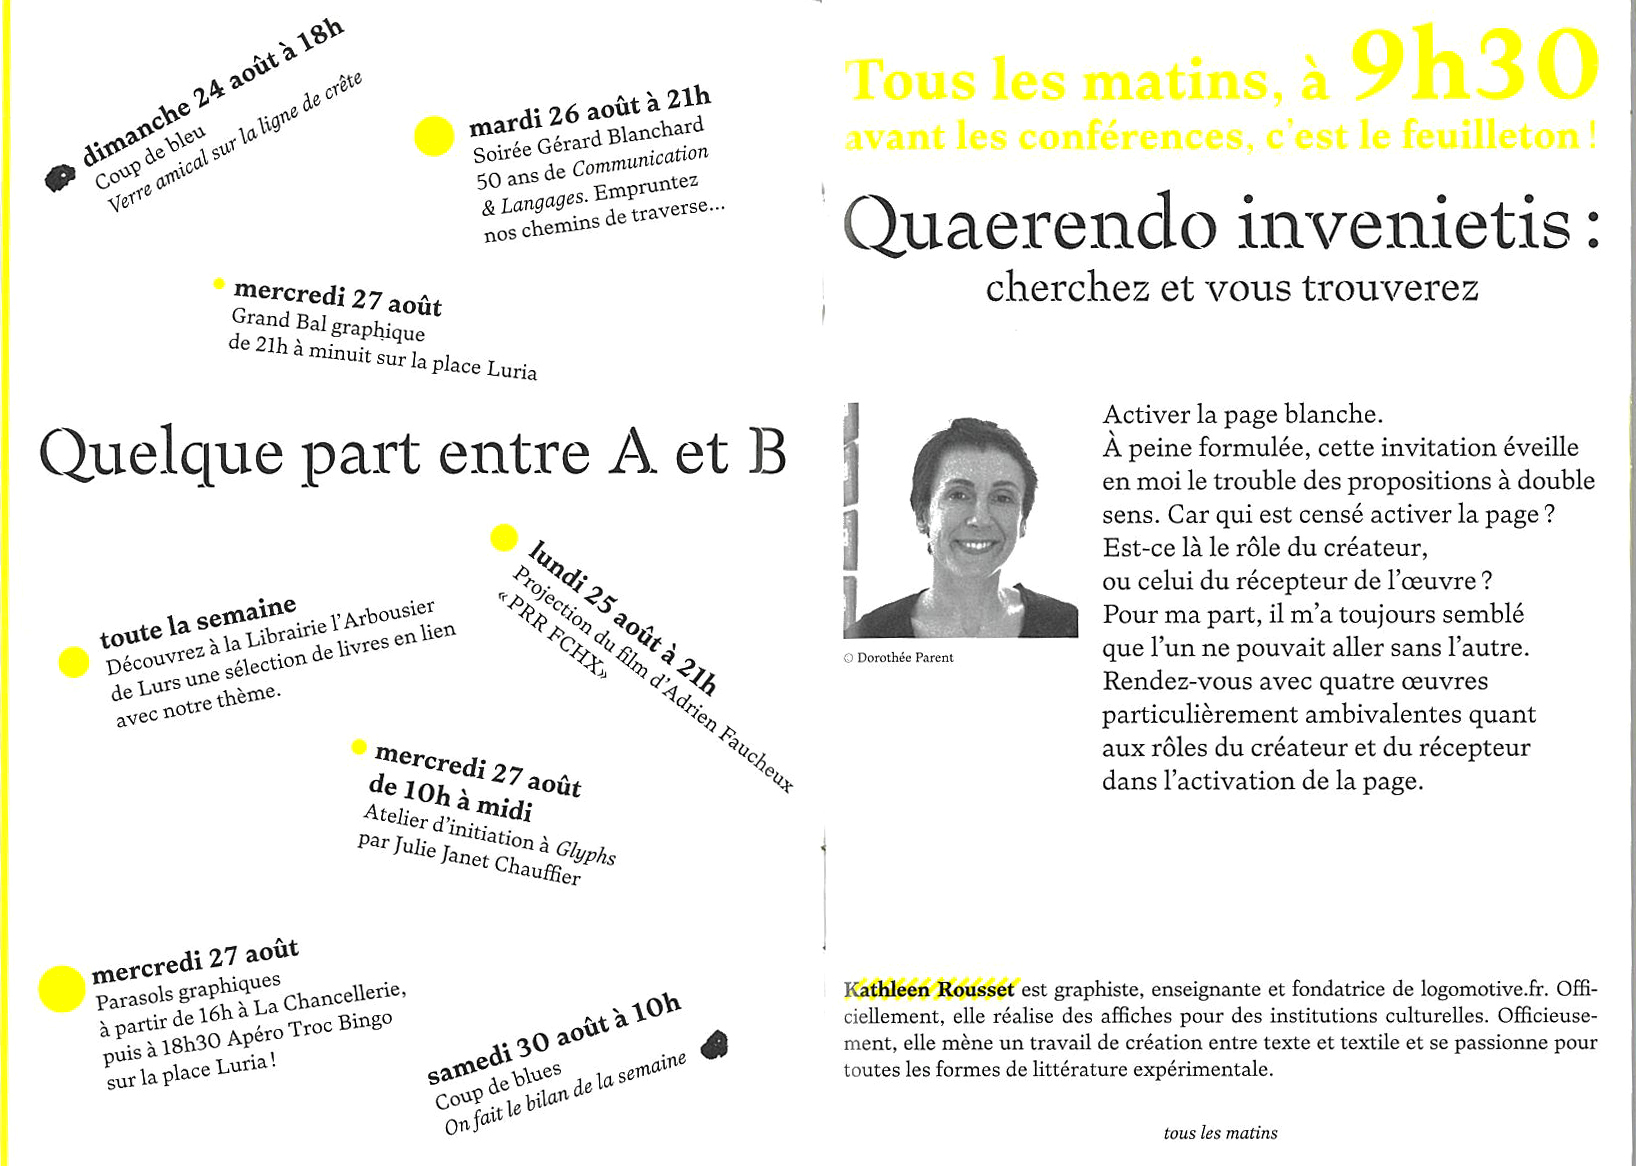 dimanche 24 août à 18h
Coup de bleu
Verre amical sur la ligne de crête
mardi 26 août à 21h
Soirée Gérard Blanchard
50 ans de Communication
& Langages. Empruntez
nos chemins de traverse...
mercredi 27 août
Grand Bal graphique
de 21h à minuit sur la place Luria
Quelque part entre A et B
lundi 25 août à 21h
Projection du film d'Adrien Faucheux
« PRR FCHX»
toute la semaine
Découvrez à la Librairie l'Arbousier
de Lurs une sélection de livres en lien
avec notre thème.
mercredi 27 août
de 10h à midi
Atelier d'initiation à Glyphs
par Julie Janet Chauffier
mercredi 27 août
Parasols graphiques
à partir de 16h à La Chancellerie,
puis à 18h30 Apéro Troc Bingo
sur la place Luria !
samedi 30 août à 10h
Coup de blues
On fait le bilan de la semaine
Tous les matins, à 9h30
avant les conférences, c'est le feuilleton !
Quaerendo invenietis :
cherchez et vous trouverez
Activer la page blanche.
À peine formulée, cette invitation éveille
en moi le trouble des propositions à double
sens. Car qui est censé activer la page ?
Est-ce là le rôle du créateur,
ou celui du récepteur de l'œuvre ?
Pour ma part, il m'a toujours semblé
que l'un ne pouvait aller sans l'autre.
Rendez-vous avec quatre œuvres
particulièrement ambivalentes quant
aux rôles du créateur et du récepteur
dans l'activation de la page.
© Dorothée Parent
Kathleen Rousset est graphiste, enseignante et fondatrice de logomotive.fr. Offi-
ciellement, elle réalise des affiches pour des institutions culturelles. Officieuse-
ment, elle mène un travail de création entre texte et textile et se passionne pour
toutes les formes de littérature expérimentale.
tous les matins